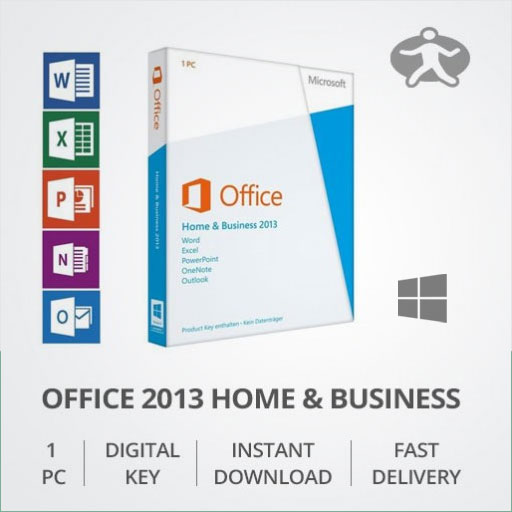 1 PC
Microsoft
Office
Office
Home & Business 2013
Home & Business 2013
Word
Excel
PowerPoint
OneNote
Outlook
Product Key enthalten - Kein Datenträger
W
X
P
N
O
OFFICE 2013 HOME & BUSINESS
1 PC
DIGITAL KEY
INSTANT DOWNLOAD
FAST DELIVERY